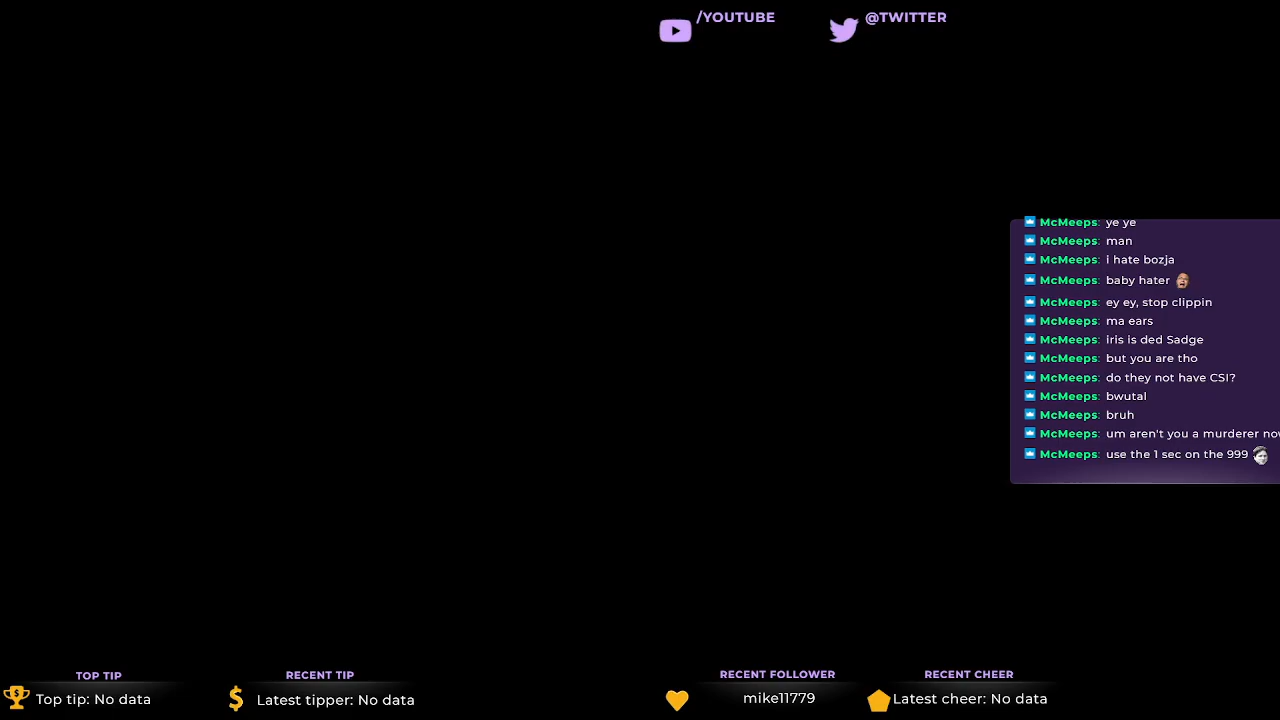 /YOUTUBE
@TWITTER
McMeeps: ye ye
McMeeps: man
McMeeps: i hate bozja
McMeeps: baby hater
McMeeps: ey ey, stop clippin
McMeeps: ma ears
McMeeps: iris is ded Sadge
McMeeps: but you are tho
McMeeps: do they not have CSI?
McMeeps: bwutal
McMeeps: bruh
McMeeps: um aren't you a murderer now
McMeeps: use the 1 sec on the 999
TOP TIP
Top tip: No data
RECENT TIP
Latest tipper: No data
RECENT FOLLOWER
mike11779
RECENT CHEER
Latest cheer: No data